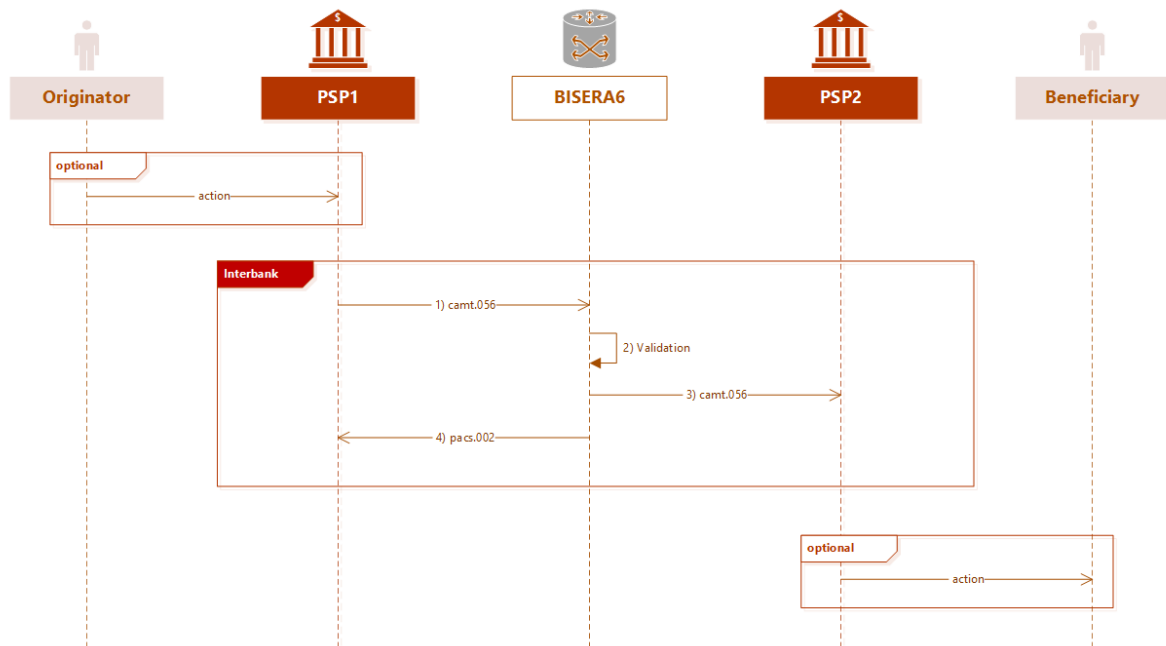 Originator
PSP1
BISERA6
PSP2
Beneficiary
optional
action
Interbank
1) camt.056
2) Validation
3) camt.056
4) pacs.002
optional
action